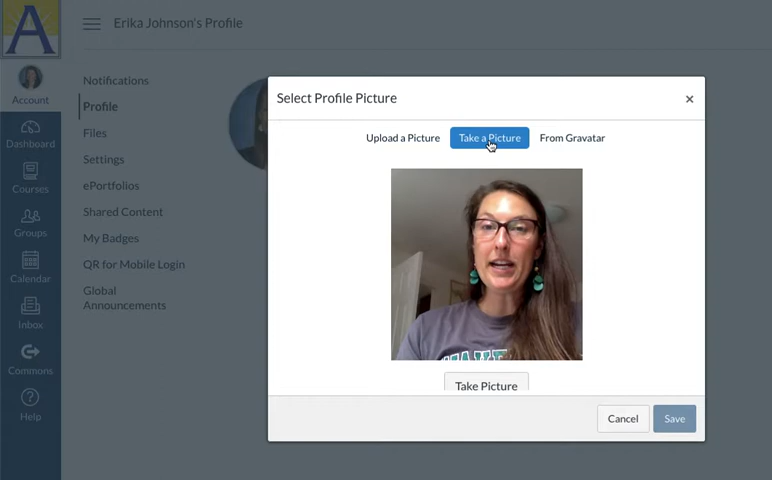 Erika Johnson's Profile
Account
Dashboard
Courses
Groups
Calendar
Inbox
Commons
Help
Notifications
Profile
Files
Settings
ePortfolios
Shared Content
My Badges
QR for Mobile Login
Global
Announcements
Select Profile Picture
×
Upload a Picture
Take a Picture
From Gravatar
Take Picture
Cancel
Save